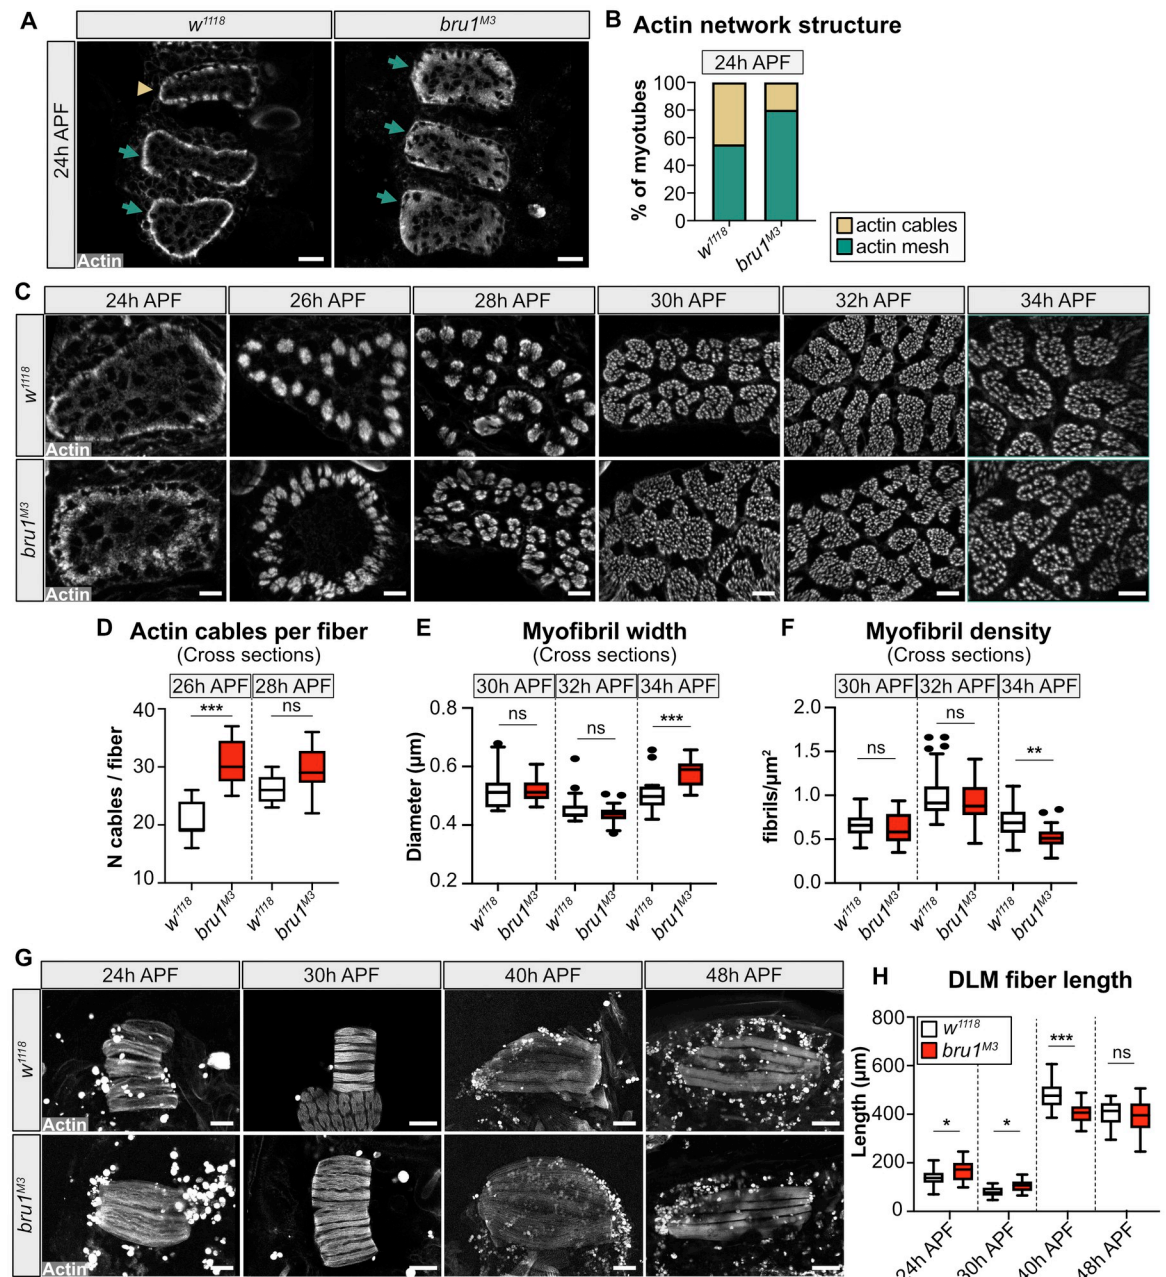 A
w1118
bru1M3
24h APF
Actin
B Actin network structure
24h APF
100
80
60
40
20
0
% of myotubes
w1118
bru1M3
actin cables
actin mesh
C
24h APF
26h APF
28h APF
30h APF
32h APF
34h APF
w1118
Actin
bru1M3
Actin
D Actin cables per fiber
(Cross sections)
26h APF 28h APF
*** ns
40
30
20
10
N cables / fiber
w1118
bru1M3
w1118
bru1M3
E Myofibril width
(Cross sections)
30h APF 32h APF 34h APF
ns ns ***
0.8
0.6
0.4
0.2
Diameter (µm)
w1118
bru1M3
w1118
bru1M3
w1118
bru1M3
F Myofibril density
(Cross sections)
30h APF 32h APF 34h APF
ns ns **
2.0
1.5
1.0
0.5
0.0
fibrils/µm2
w1118
bru1M3
w1118
bru1M3
w1118
bru1M3
G
24h APF
30h APF
40h APF
48h APF
w1118
Actin
bru1M3
Actin
H DLM fiber length
w1118
bru1M3
* * *** ns
800
600
400
200
0
Length (µm)
24h APF
30h APF
40h APF
48h APF